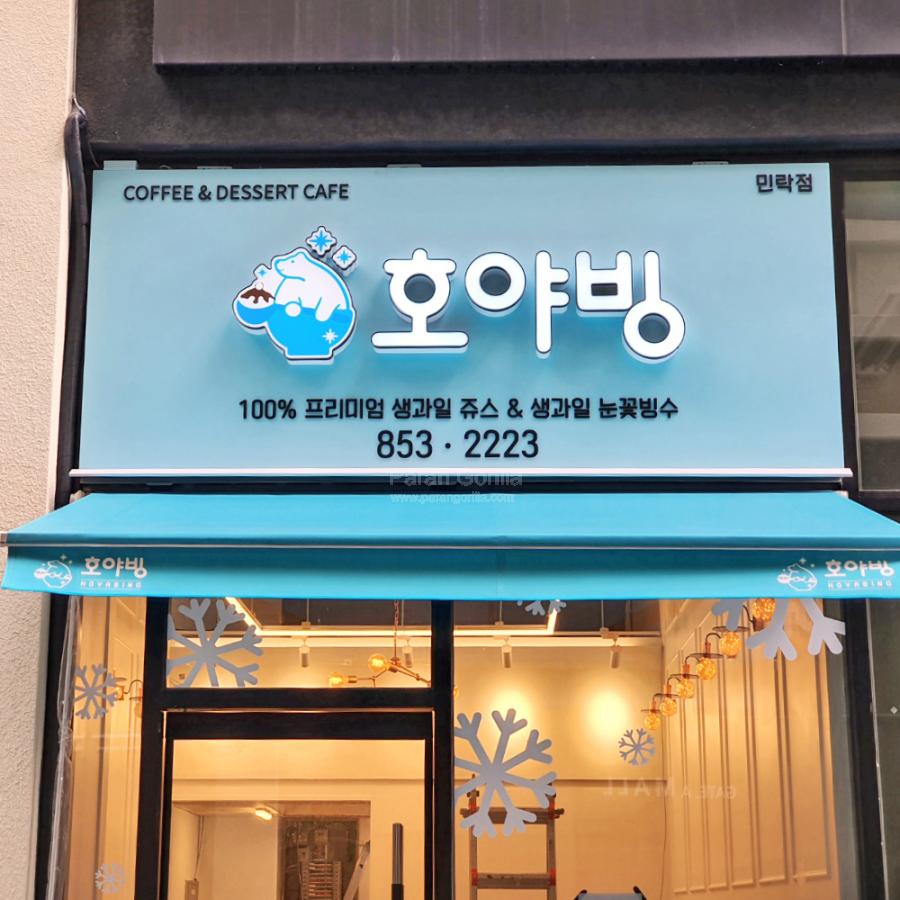 COFFEE & DESSERT CAFE
민락점
호야빙
100% 프리미엄 생과일 쥬스 & 생과일 눈꽃빙수
853 · 2223
Paran Gorilla
www.parangorilla.com
호야빙
HOYABING
호야빙
HOYABING
GATE A MALL